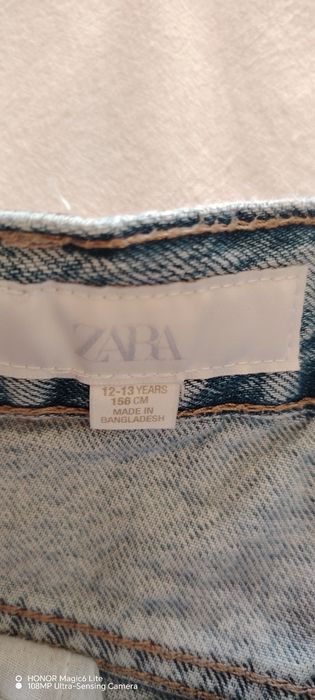 ZARA
12-13 YEARS
156 CM
MADE IN
BANGLADESH
HONOR Magic6 Lite
108MP Ultra-Sensing Camera